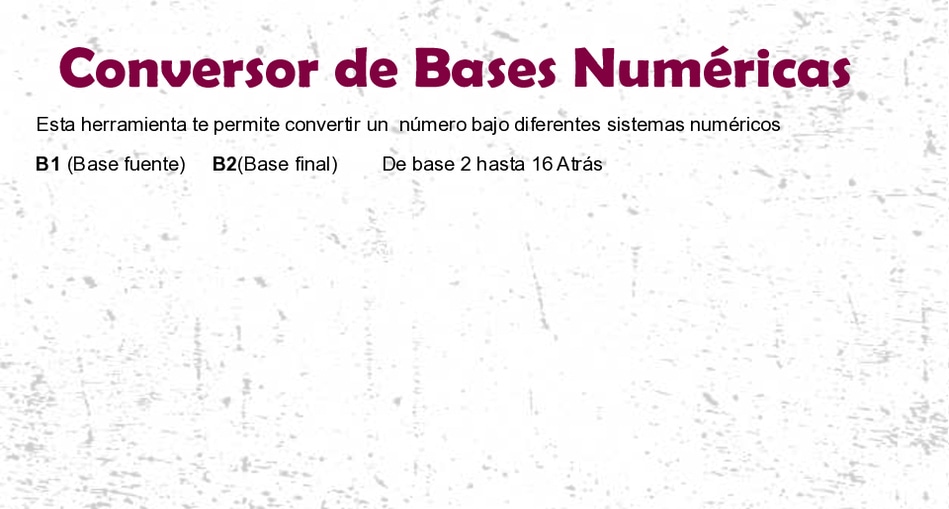 Conversor de Bases Numéricas
Esta herramienta te permite convertir un número bajo diferentes sistemas numéricos
B1 (Base fuente) B2(Base final) De base 2 hasta 16 Atrás